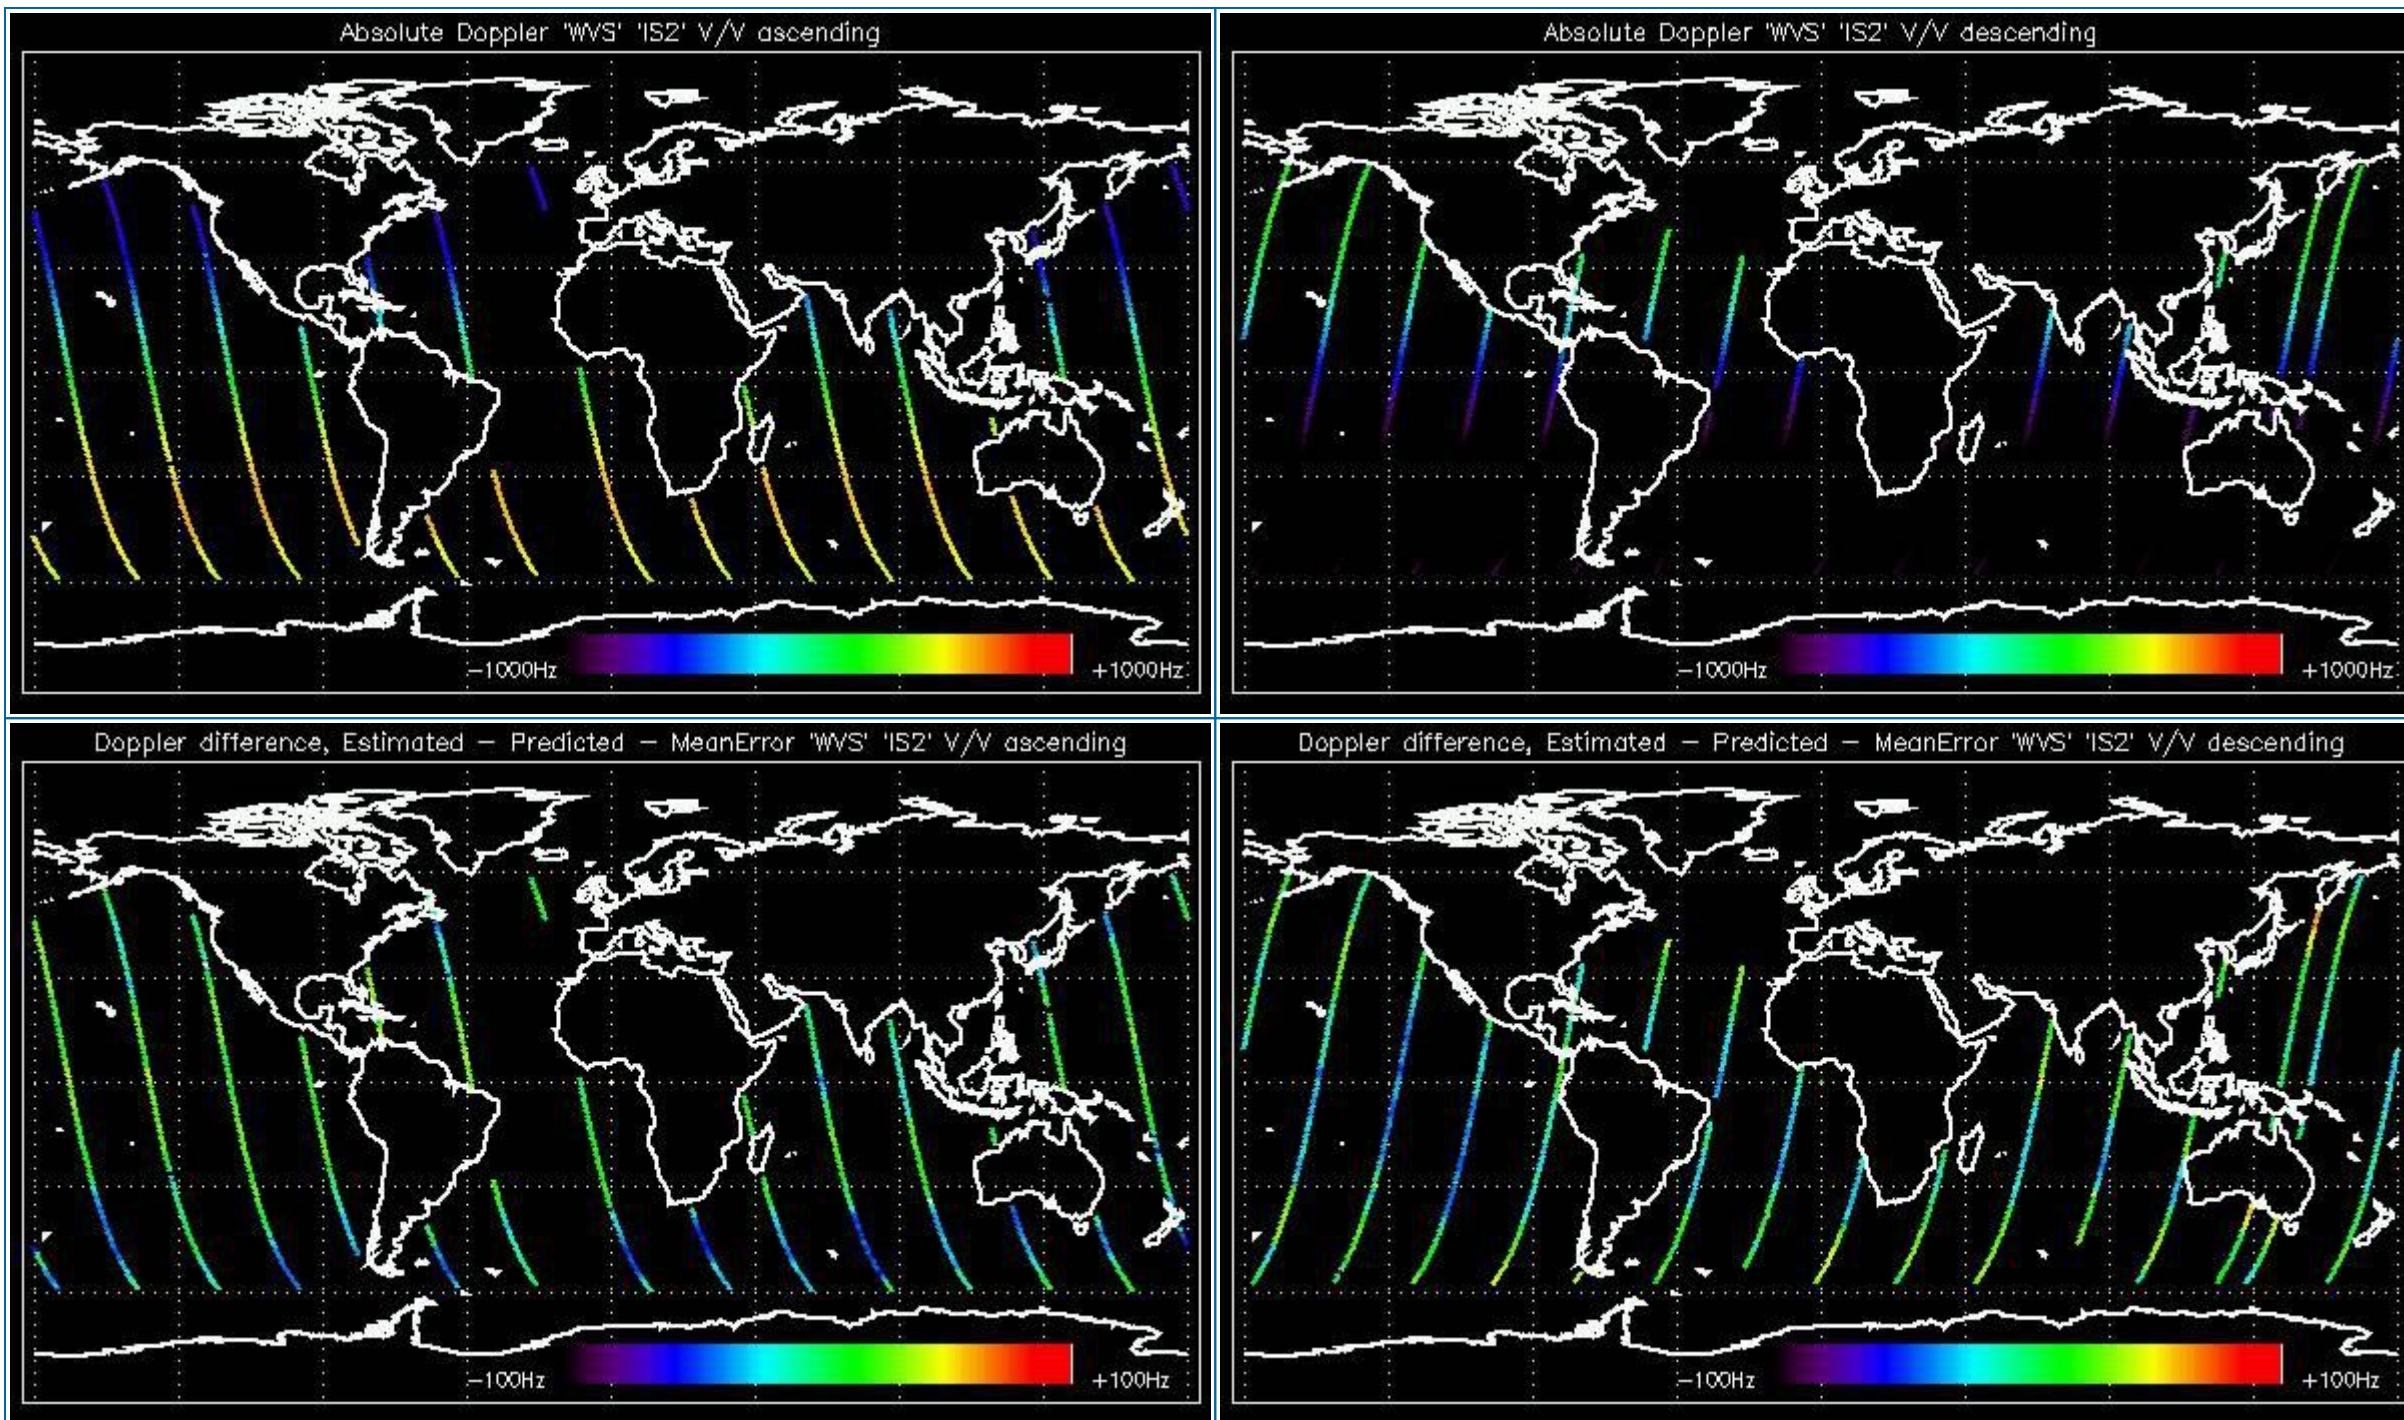 Absolute Doppler 'WVS' 'IS2' V/V ascending
-1000Hz
+1000Hz
Absolute Doppler 'WVS' 'IS2' V/V descending
-1000Hz
+1000Hz
Doppler difference, Estimated - Predicted - MeanError 'WVS' 'IS2' V/V ascending
-100Hz
+100Hz
Doppler difference, Estimated - Predicted - MeanError 'WVS' 'IS2' V/V descending
-100Hz
+100Hz